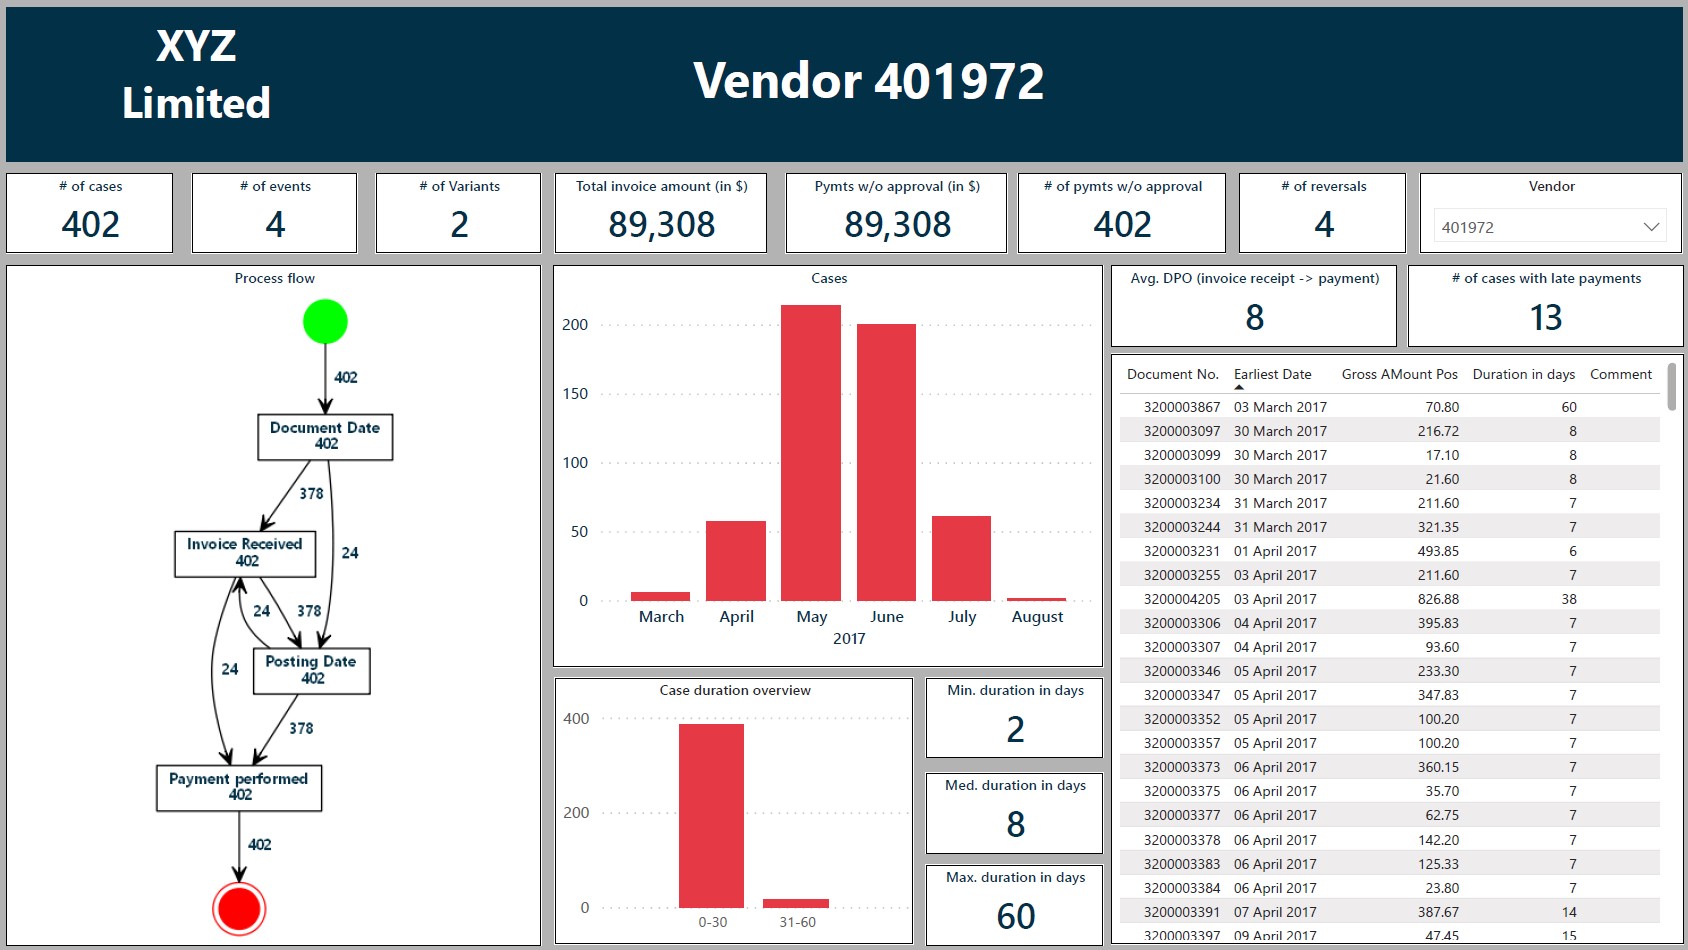 XYZ
Limited
Vendor 401972
# of cases
402
# of events
4
# of Variants
2
Total invoice amount (in $)
89,308
Pymts w/o approval (in $)
89,308
# of pymts w/o approval
402
# of reversals
4
Vendor
401972
Process flow
402
Document Date
402
378
Invoice Received
402
24
24
378
Posting Date
402
24
378
Payment performed
402
402
Cases
200
150
100
50
0
March April May June July August
2017
Case duration overview
400
200
0
0-30 31-60
Min. duration in days
2
Med. duration in days
8
Max. duration in days
60
Avg. DPO (invoice receipt -> payment)
8
# of cases with late payments
13
Document No. Earliest Date Gross AMount Pos Duration in days Comment
3200003867 03 March 2017 70.80 60
3200003097 30 March 2017 216.72 8
3200003099 30 March 2017 17.10 8
3200003100 30 March 2017 21.60 8
3200003234 31 March 2017 211.60 7
3200003244 31 March 2017 321.35 7
3200003231 01 April 2017 493.85 6
3200003255 03 April 2017 211.60 7
3200004205 03 April 2017 826.88 38
3200003306 04 April 2017 395.83 7
3200003307 04 April 2017 93.60 7
3200003346 05 April 2017 233.30 7
3200003347 05 April 2017 347.83 7
3200003352 05 April 2017 100.20 7
3200003357 05 April 2017 100.20 7
3200003373 06 April 2017 360.15 7
3200003375 06 April 2017 35.70 7
3200003377 06 April 2017 62.75 7
3200003378 06 April 2017 142.20 7
3200003383 06 April 2017 125.33 7
3200003384 06 April 2017 23.80 7
3200003391 07 April 2017 387.67 14
3200003397 09 April 2017 47.45 15